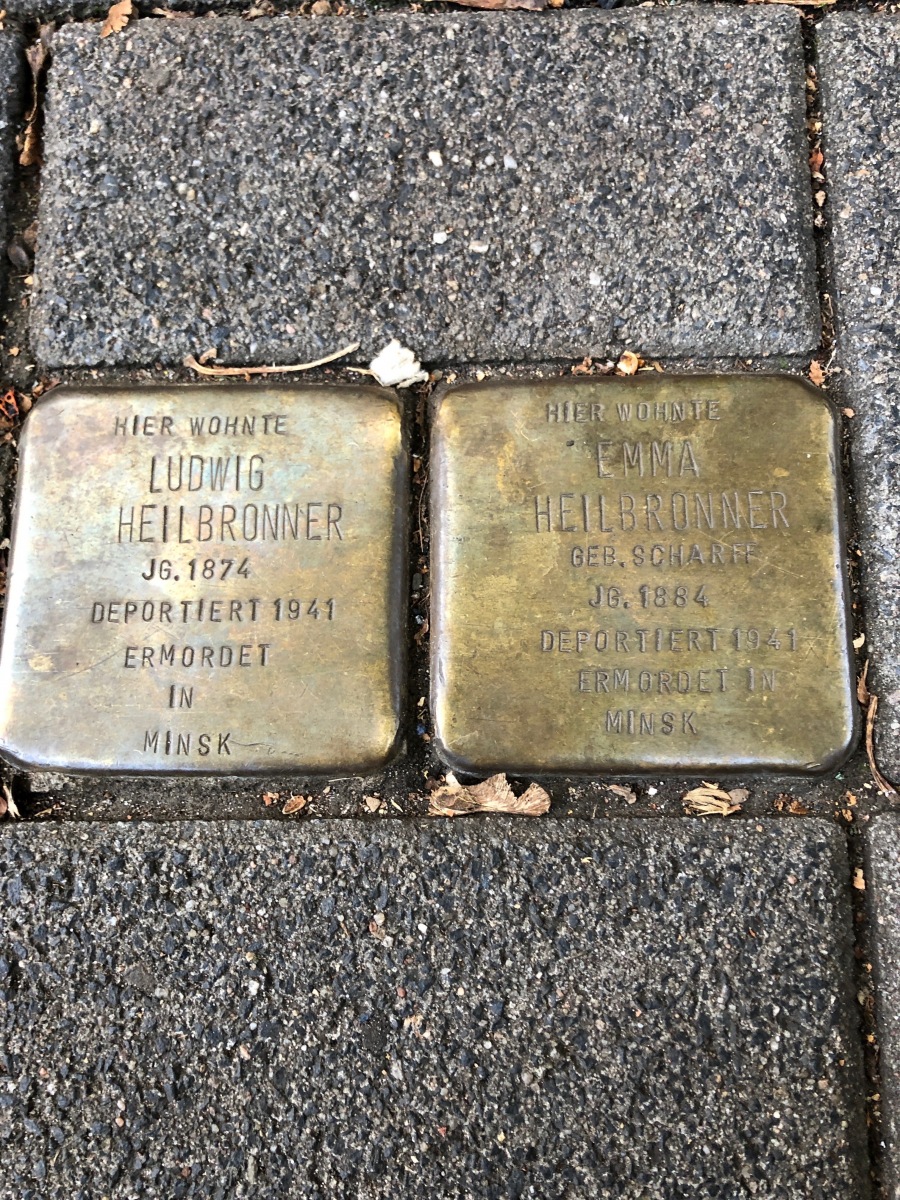 HIER WOHNTE
LUDWIG
HEILBRONNER
JG. 1874
DEPORTIERT 1941
ERMORDET
IN
MINSK
HIER WOHNTE
EMMA
HEILBRONNER
GEB. SCHARFF
JG. 1884
DEPORTIERT 1941
ERMORDET IN
MINSK